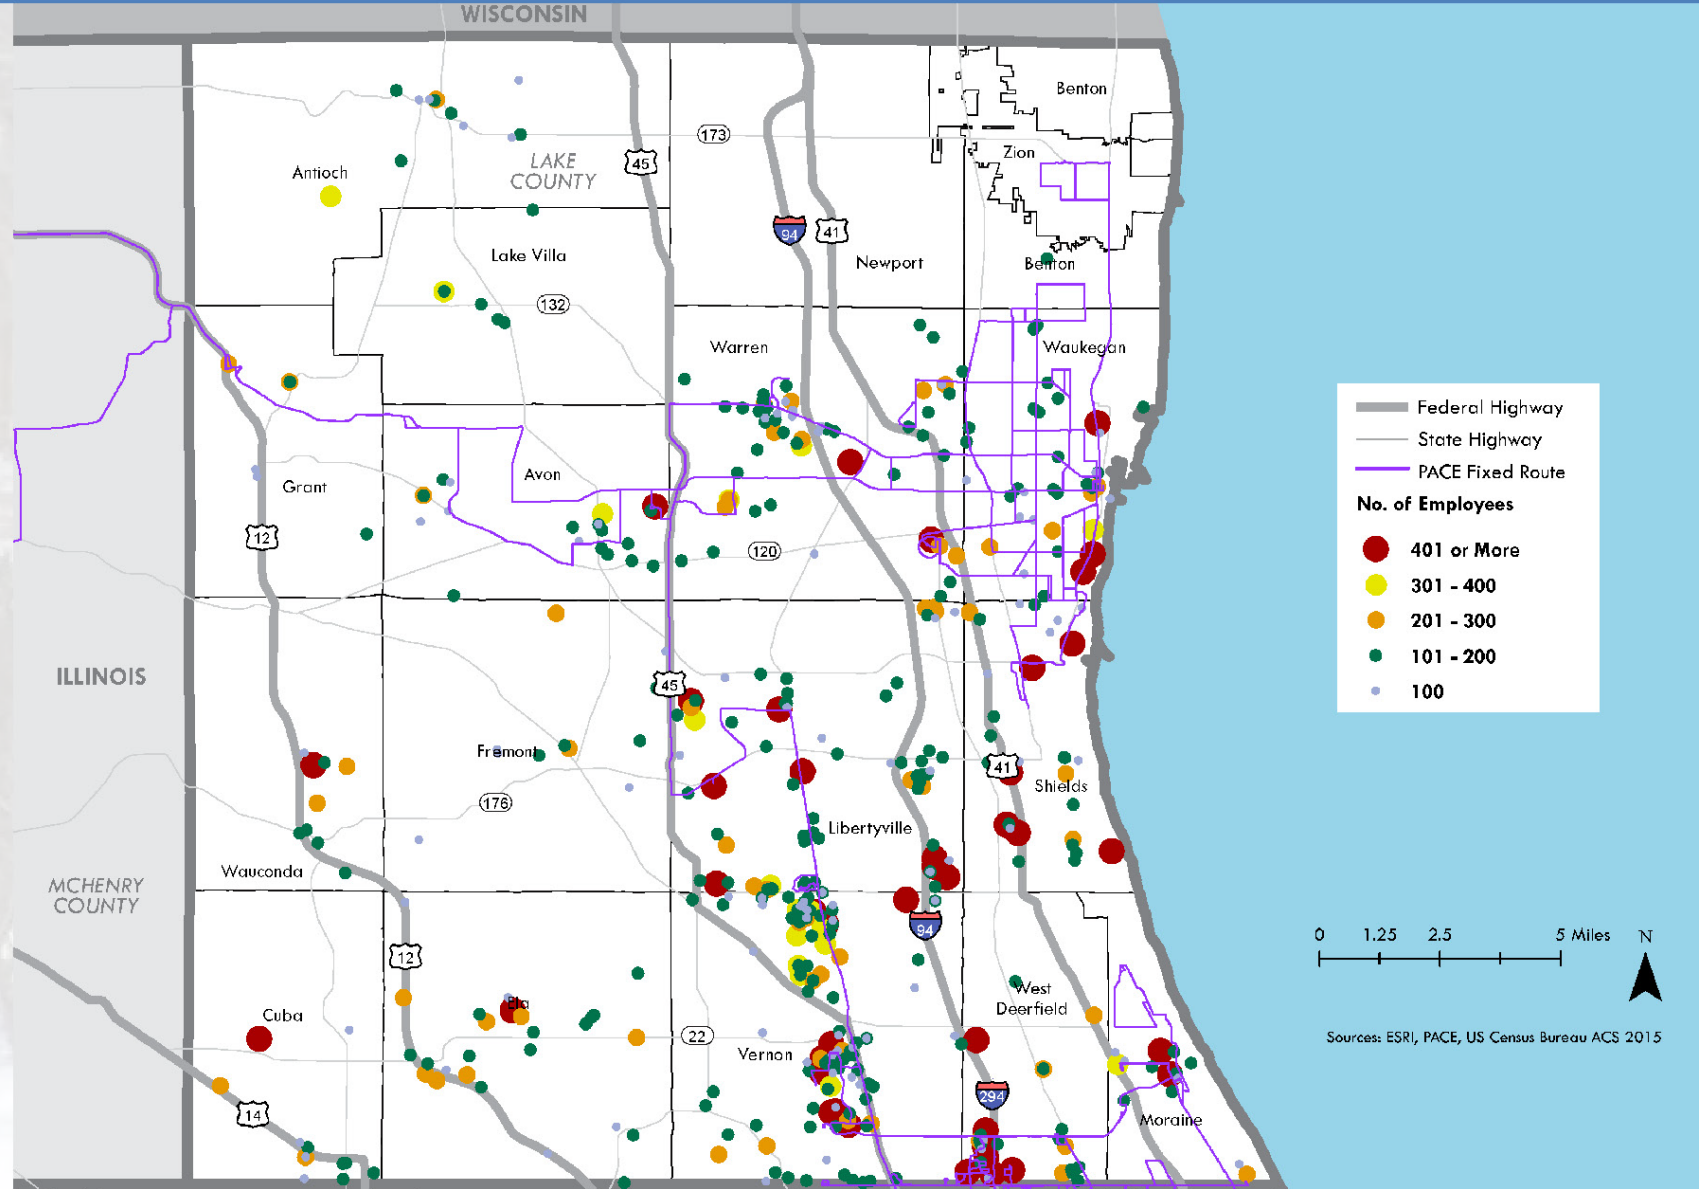 WISCONSIN
Benton
173
Zion
45
LAKE
COUNTY
Antioch
94
41
Lake Villa
Newport
Benton
132
Warren
Waukegan
Avon
Grant
12
120
ILLINOIS
45
Fremont
41
Shields
176
Libertyville
Wauconda
MCHENRY
COUNTY
94
12
West
Deerfield
Ela
Cuba
22
Vernon
294
14
Moraine
Federal Highway
State Highway
PACE Fixed Route
No. of Employees
401 or More
301 - 400
201 - 300
101 - 200
100
0 1.25 2.5 5 Miles N
Sources: ESRI, PACE, US Census Bureau ACS 2015